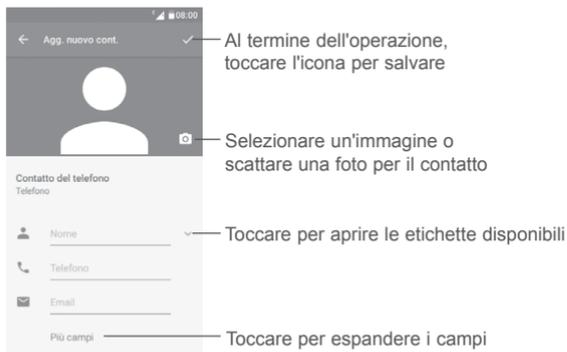 08:00
Agg. nuovo cont.
Al termine dell'operazione,
toccare l'icona per salvare
Selezionare un'immagine o
scattare una foto per il contatto
Contatto del telefono
Telefono
Nome
Toccare per aprire le etichette disponibili
Telefono
Email
Più campi
Toccare per espandere i campi